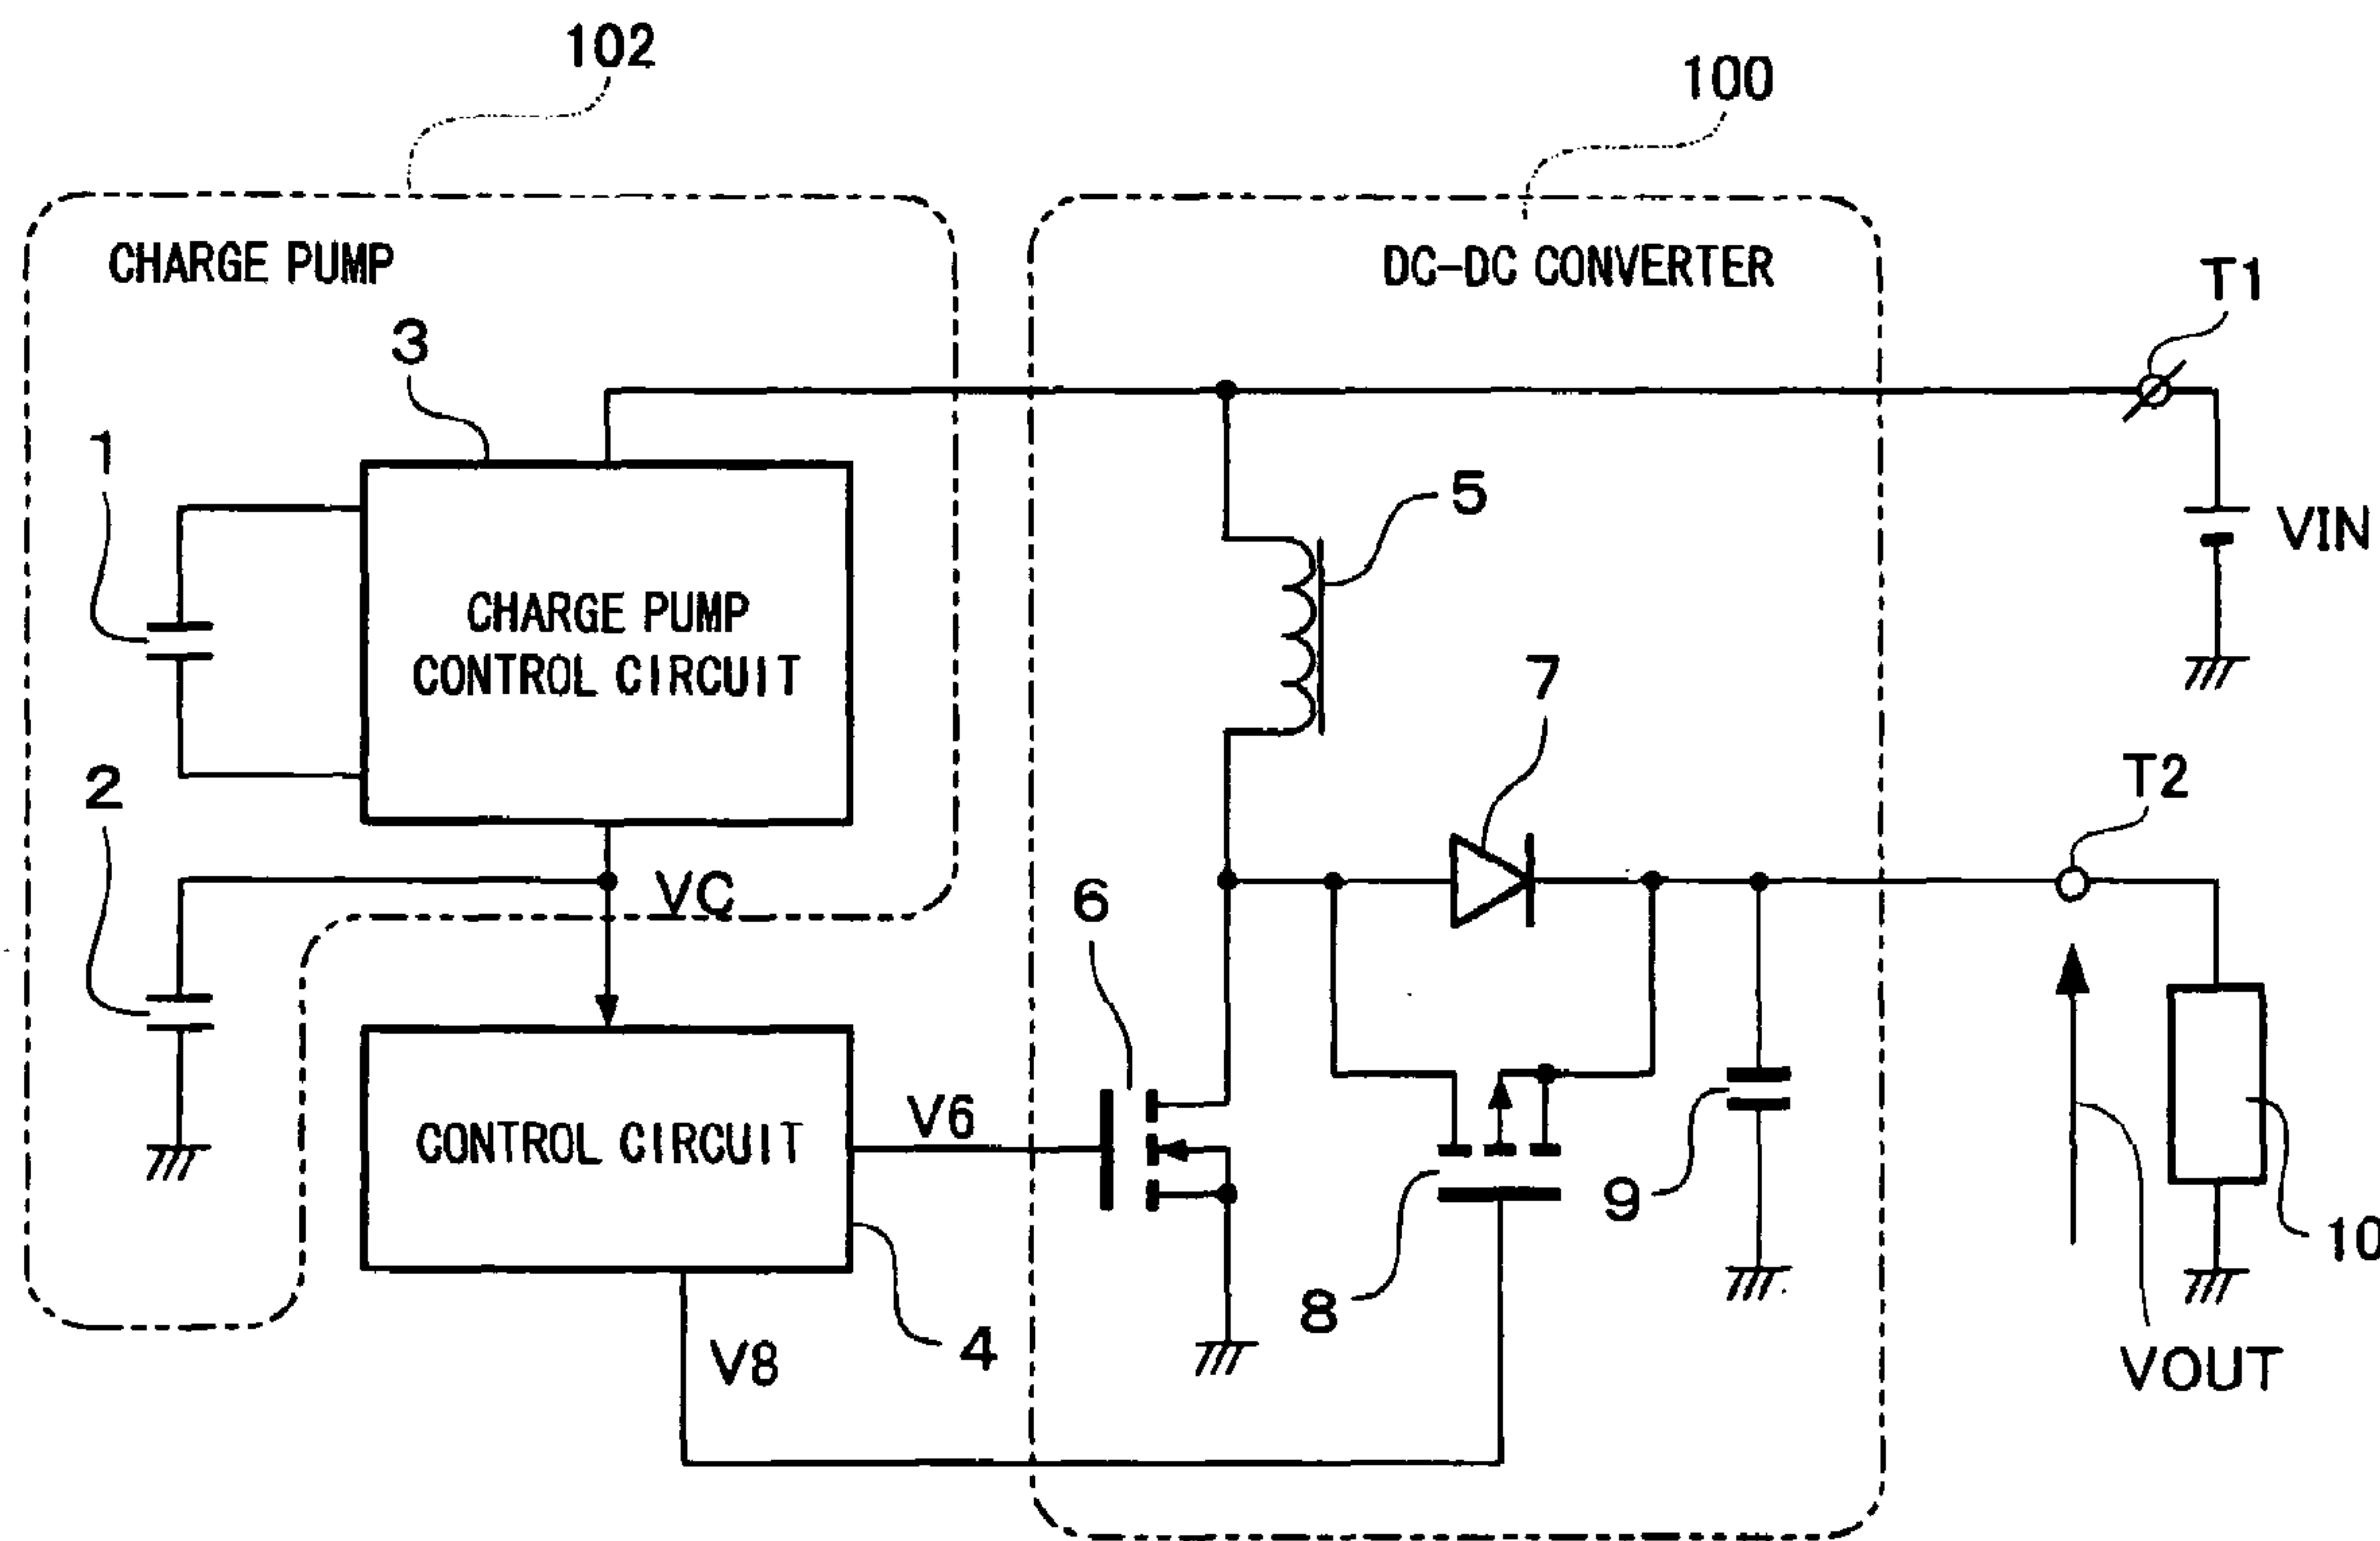 102
100
CHARGE PUMP
DC-DC CONVERTER
T1
3
1
5
VIN
CHARGE PUMP
CONTROL CIRCUIT
7
2
T2
VC
6
V6
CONTROL CIRCUIT
8
9
10
V8
4
VOUT